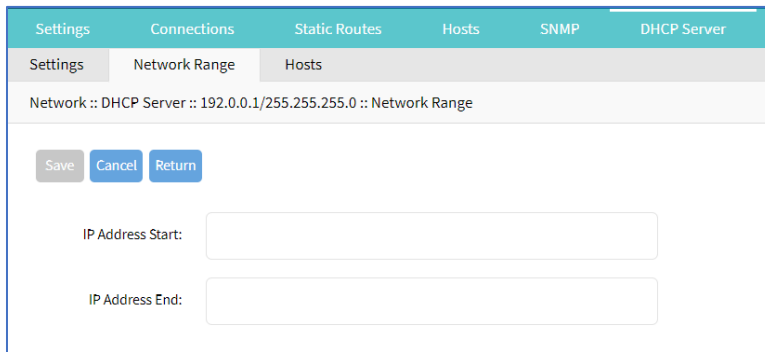 Settings Connections Static Routes Hosts SNMP DHCP Server
Settings Network Range Hosts
Network :: DHCP Server :: 192.0.0.1/255.255.255.0 :: Network Range
Save Cancel Return
IP Address Start:
IP Address End: